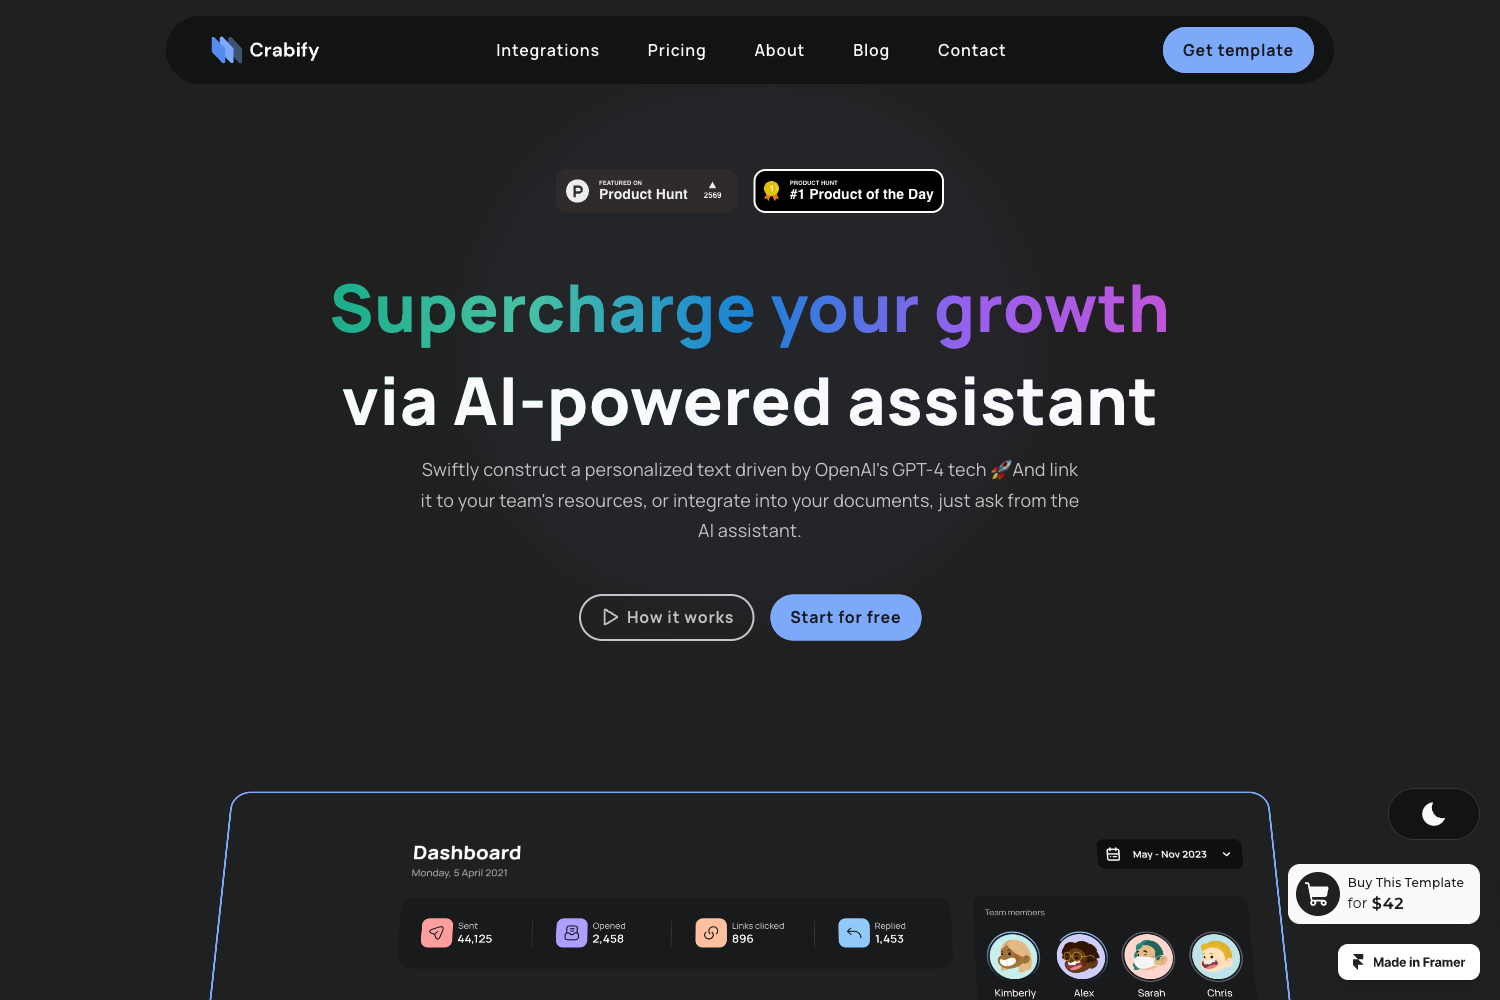 Crabify
Integrations
Pricing
About
Blog
Contact
Get template
P
FEATURED ON
Product Hunt
▲
2569
1
PRODUCT HUNT
#1 Product of the Day
Supercharge your growth
via AI-powered assistant
Swiftly construct a personalized text driven by OpenAI's GPT-4 tech 🚀And link
it to your team's resources, or integrate into your documents, just ask from the
AI assistant.
How it works
Start for free
Dashboard
Monday, 5 April 2021
May - Nov 2023
Sent
44,125
Opened
2,458
Links clicked
896
Replied
1,453
Team members
Kimberly
Alex
Sarah
Chris
Buy This Template
for $42
Made in Framer